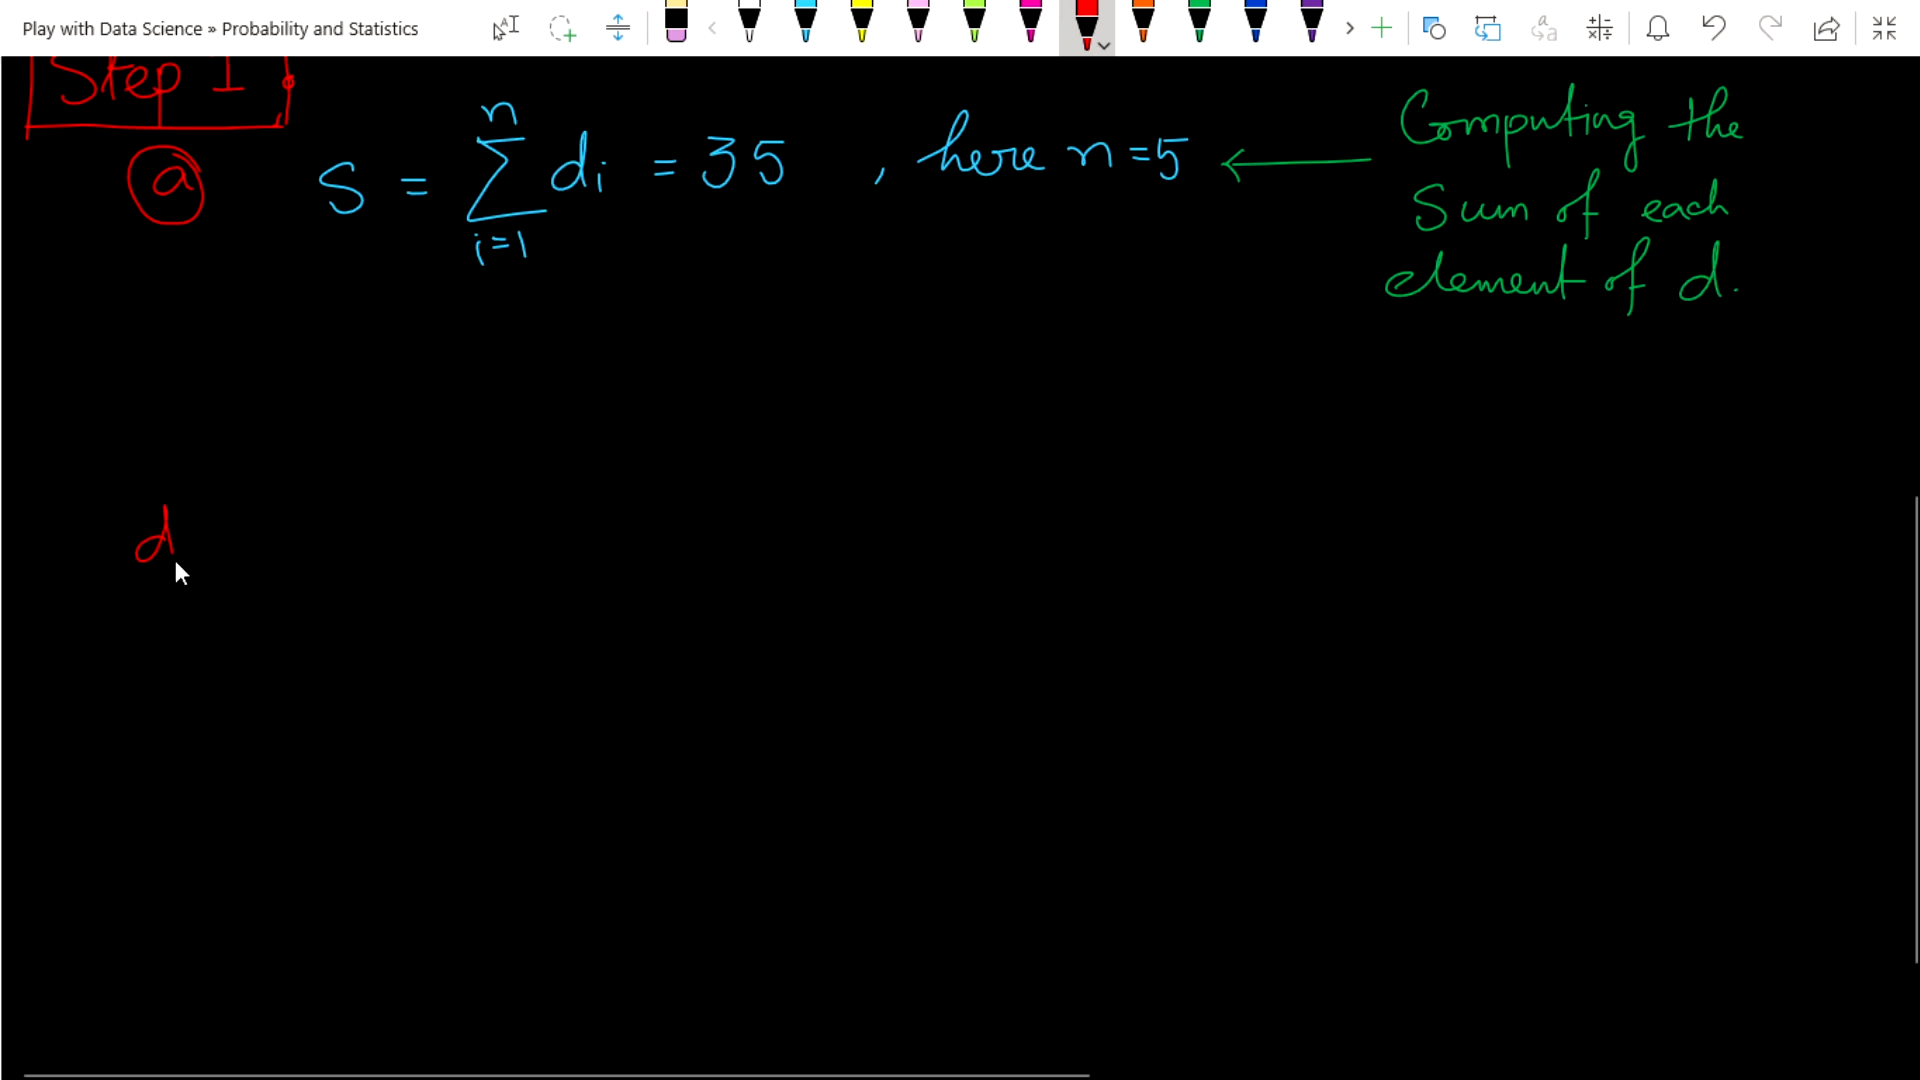 Play with Data Science » Probability and Statistics
Step 1
a
S = n∑i=1 di = 35 , here n=5
Computing the
Sum of each
element of d.
d